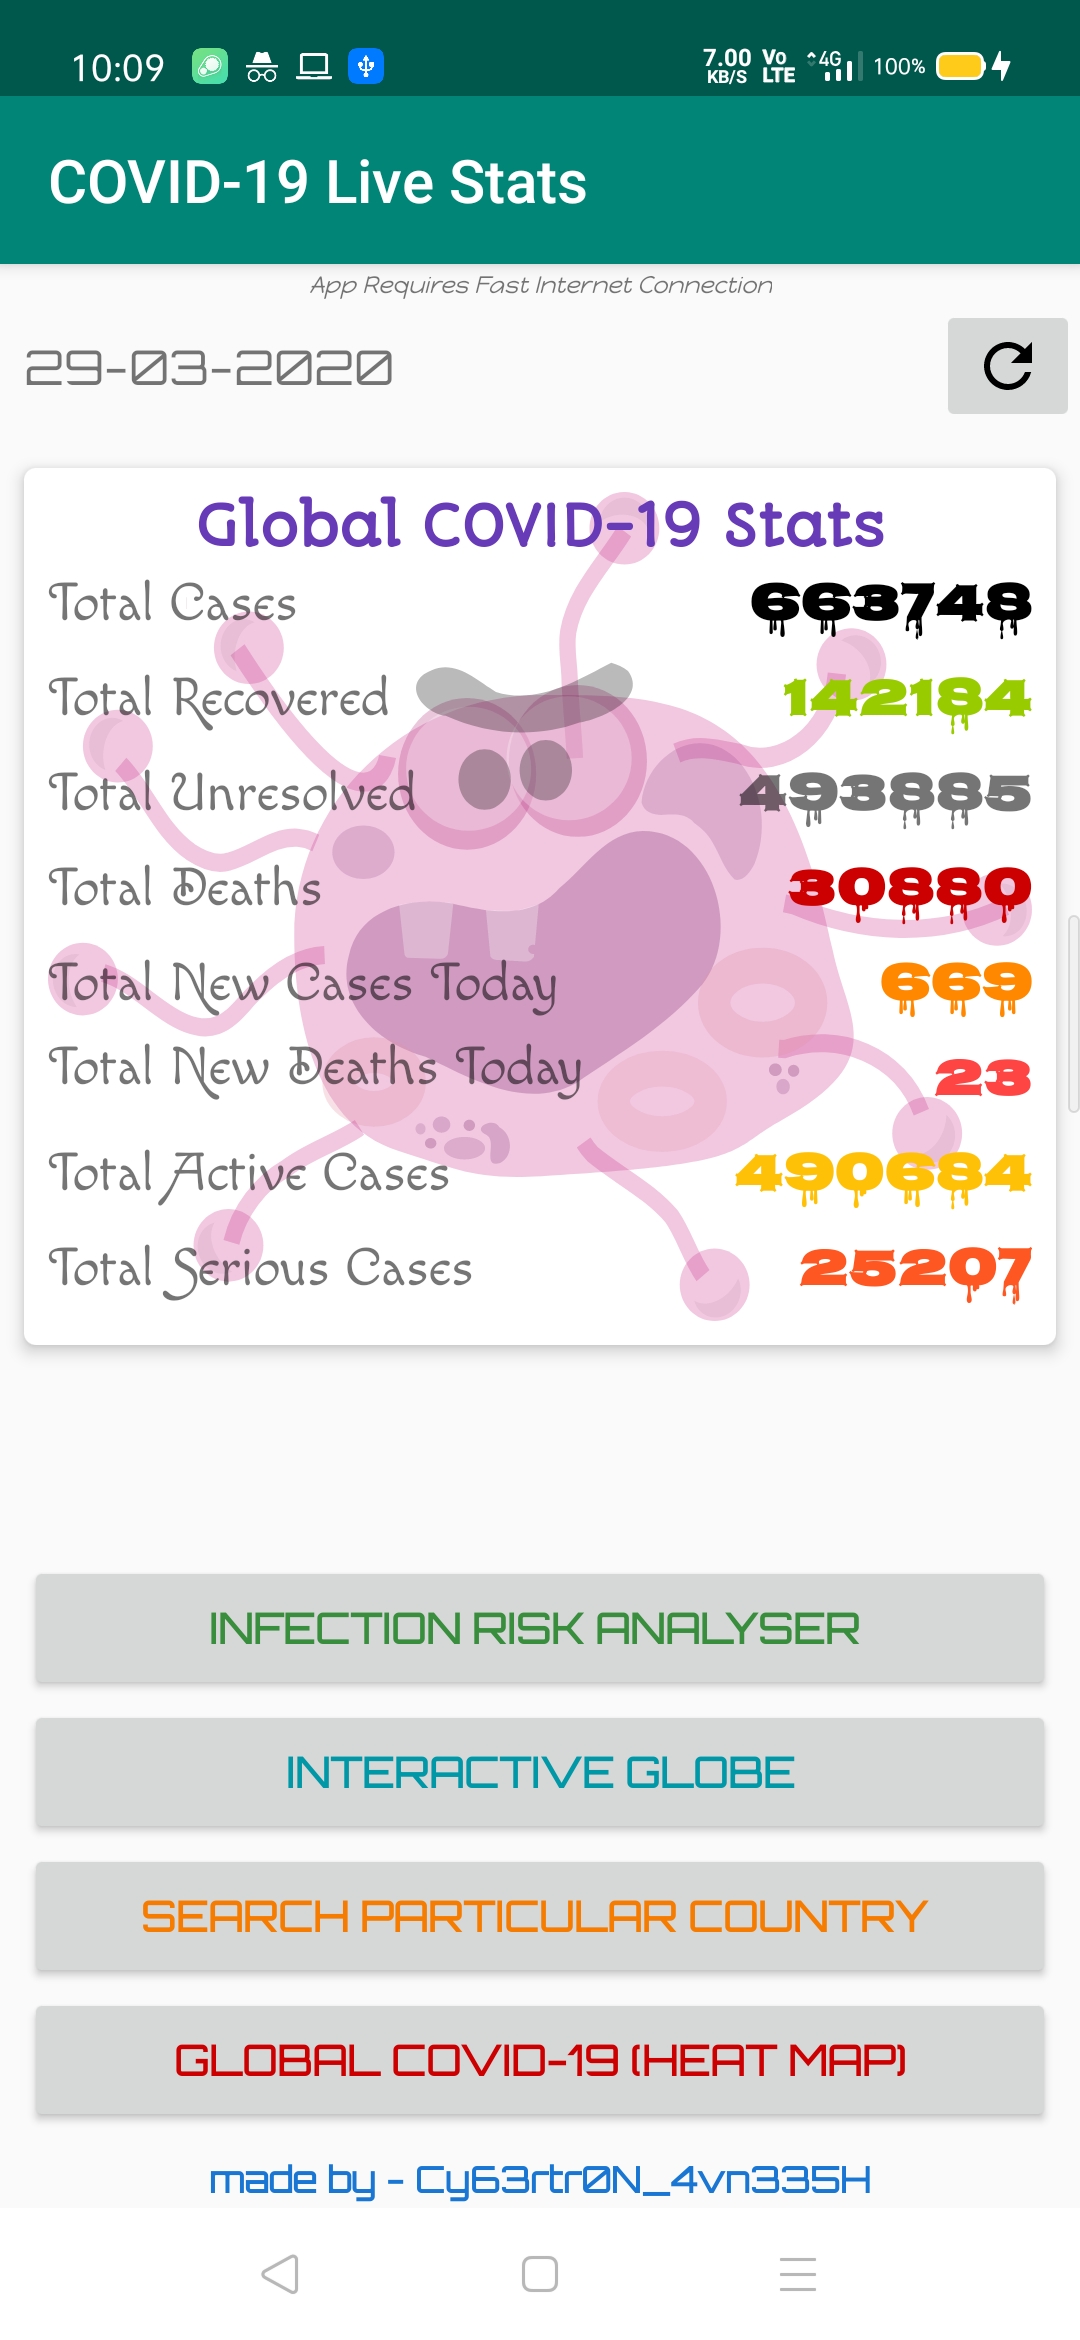 10:09 7.00 KB/S Vo LTE 4G 100%
COVID-19 Live Stats
App Requires Fast Internet Connection
29-03-2020
Global COVID-19 Stats
Total Cases 663748
Total Recovered 142184
Total Unresolved 493885
Total Deaths 30880
Total New Cases Today 669
Total New Deaths Today 23
Total Active Cases 490684
Total Serious Cases 25207
INFECTION RISK ANALYSER
INTERACTIVE GLOBE
SEARCH PARTICULAR COUNTRY
GLOBAL COVID-19 (HEAT MAP)
made by - Cy63rtr0N_4vn335H